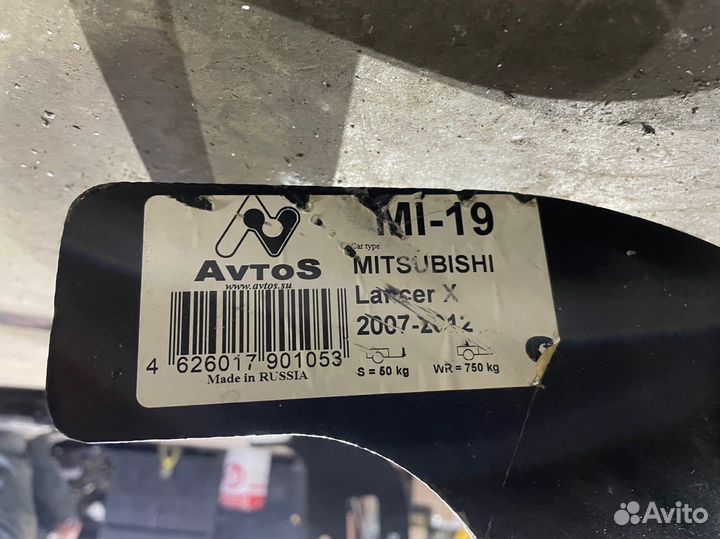 MI-19
AVTOS
www.avtos.su
Car type:
MITSUBISHI
Lancer X
2007-2012
4 626017 901053
Made in RUSSIA
S = 50 kg
WR = 750 kg
Avito